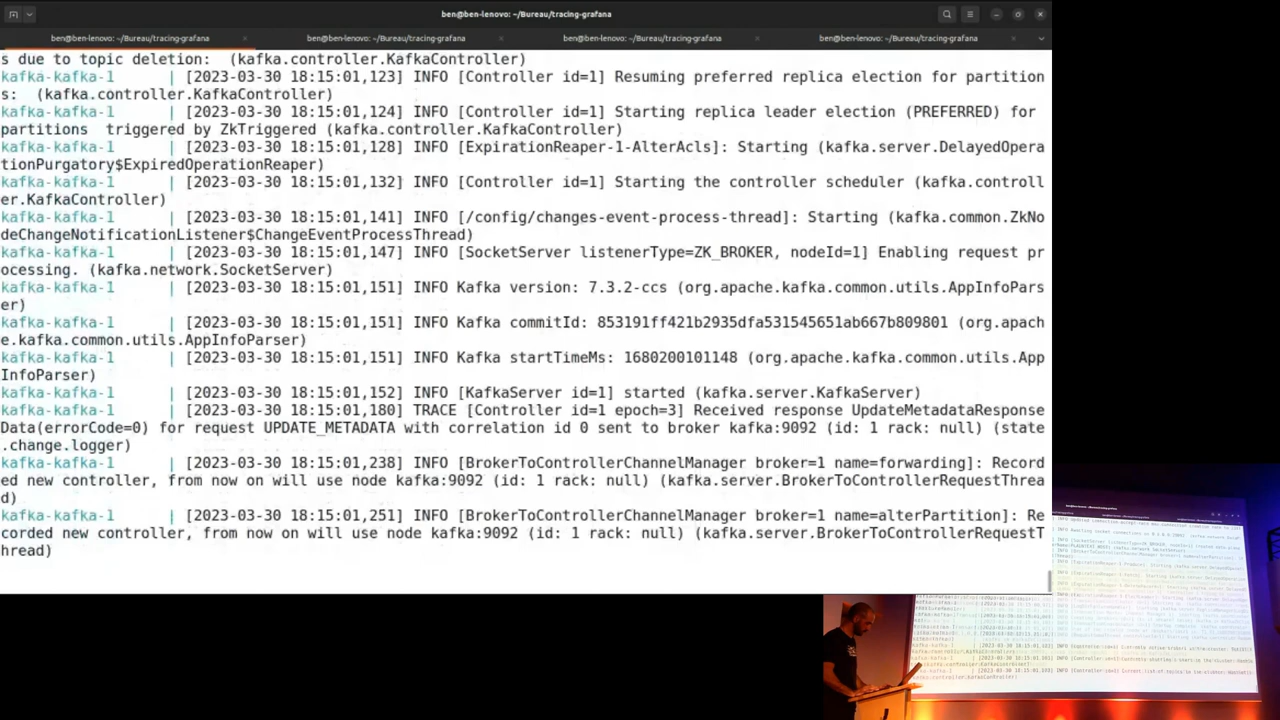 ben@ben-lenovo: ~/Bureau/tracing-grafana
ben@ben-lenovo: ~/Bureau/tracing-grafana ben@ben-lenovo: ~/Bureau/tracing-grafana ben@ben-lenovo: ~/Bureau/tracing-grafana ben@ben-lenovo: ~/Bureau/tracing-grafana
s due to topic deletion:  (kafka.controller.KafkaController)
kafka-kafka-1      | [2023-03-30 18:15:01,123] INFO [Controller id=1] Resuming preferred replica election for partition
s:  (kafka.controller.KafkaController)
kafka-kafka-1      | [2023-03-30 18:15:01,124] INFO [Controller id=1] Starting replica leader election (PREFERRED) for
partitions  triggered by ZkTriggered (kafka.controller.KafkaController)
kafka-kafka-1      | [2023-03-30 18:15:01,128] INFO [ExpirationReaper-1-AlterAcls]: Starting (kafka.server.DelayedOpera
tionPurgatory$ExpiredOperationReaper)
kafka-kafka-1      | [2023-03-30 18:15:01,132] INFO [Controller id=1] Starting the controller scheduler (kafka.controll
er.KafkaController)
kafka-kafka-1      | [2023-03-30 18:15:01,141] INFO [/config/changes-event-process-thread]: Starting (kafka.common.ZkNo
deChangeNotificationListener$ChangeEventProcessThread)
kafka-kafka-1      | [2023-03-30 18:15:01,147] INFO [SocketServer listenerType=ZK_BROKER, nodeId=1] Enabling request pr
ocessing. (kafka.network.SocketServer)
kafka-kafka-1      | [2023-03-30 18:15:01,151] INFO Kafka version: 7.3.2-ccs (org.apache.kafka.common.utils.AppInfoPars
er)
kafka-kafka-1      | [2023-03-30 18:15:01,151] INFO Kafka commitId: 853191ff421b2935dfa531545651ab667b809801 (org.apach
e.kafka.common.utils.AppInfoParser)
kafka-kafka-1      | [2023-03-30 18:15:01,151] INFO Kafka startTimeMs: 1680200101148 (org.apache.kafka.common.utils.App
InfoParser)
kafka-kafka-1      | [2023-03-30 18:15:01,152] INFO [KafkaServer id=1] started (kafka.server.KafkaServer)
kafka-kafka-1      | [2023-03-30 18:15:01,180] TRACE [Controller id=1 epoch=3] Received response UpdateMetadataResponse
Data(errorCode=0) for request UPDATE_METADATA with correlation id 0 sent to broker kafka:9092 (id: 1 rack: null) (state
.change.logger)
kafka-kafka-1      | [2023-03-30 18:15:01,238] INFO [BrokerToControllerChannelManager broker=1 name=forwarding]: Record
ed new controller, from now on will use node kafka:9092 (id: 1 rack: null) (kafka.server.BrokerToControllerRequestThrea
d)
kafka-kafka-1      | [2023-03-30 18:15:01,251] INFO [BrokerToControllerChannelManager broker=1 name=alterPartition]: Re
corded new controller, from now on will use node kafka:9092 (id: 1 rack: null) (kafka.server.BrokerToControllerRequestT
hread)